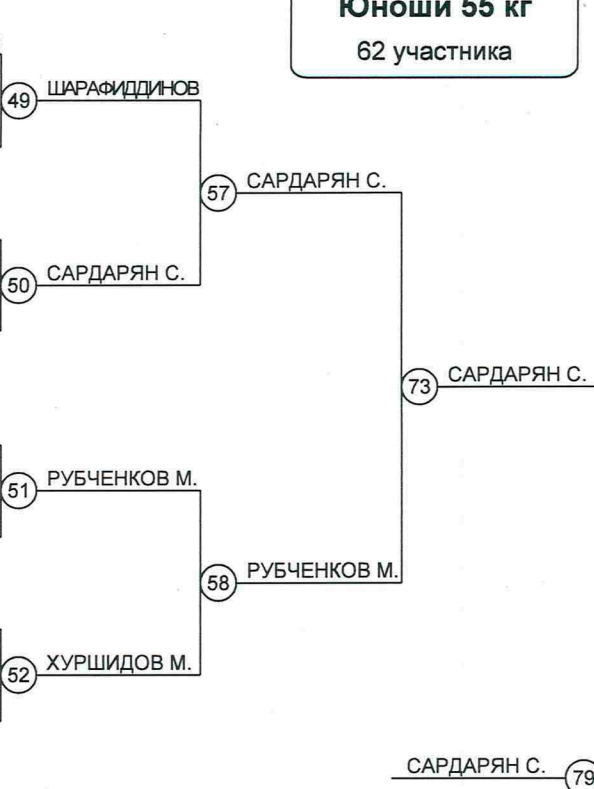 Юноши 55 кг
62 участника
49 ШАРАФИДДИНОВ
57 САРДАРЯН С.
50 САРДАРЯН С.
73 САРДАРЯН С.
51 РУБЧЕНКОВ М.
58 РУБЧЕНКОВ М.
52 ХУРШИДОВ М.
САРДАРЯН С. 79